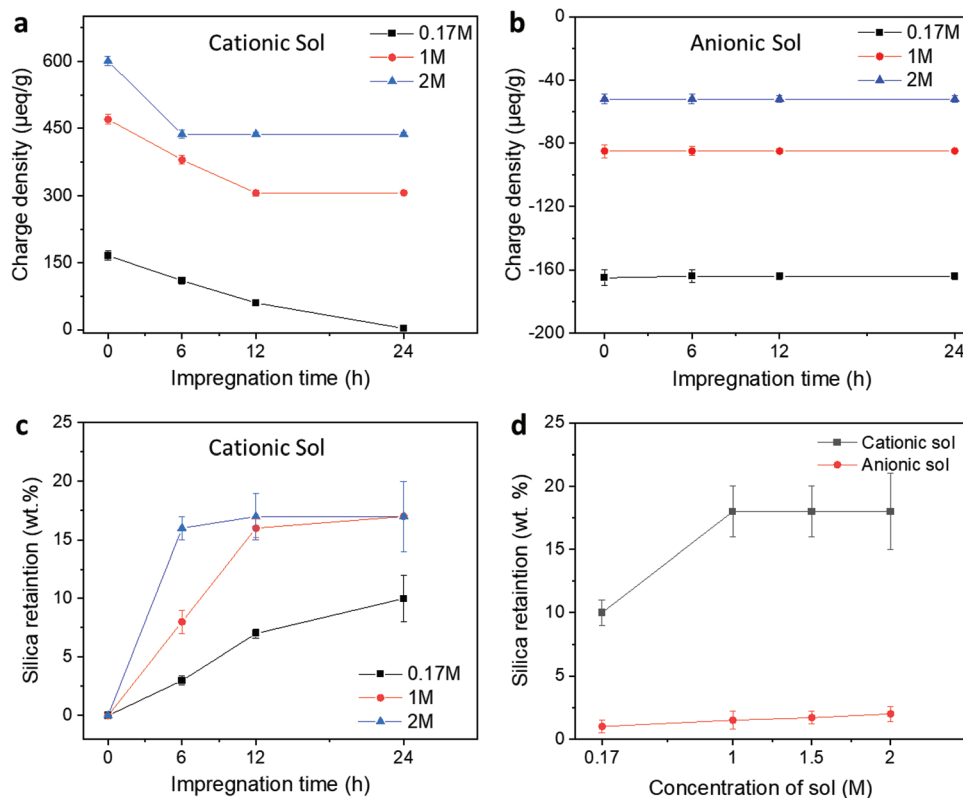 a
Cationic Sol
0.17M
1M
2M
600
450
300
150
0
Charge density (µeq/g)
0 6 12 24
Impregnation time (h)
b
Anionic Sol
0.17M
1M
2M
0
-40
-80
-120
-160
-200
Charge density (µeq/g)
0 6 12 24
Impregnation time (h)
c
Cationic Sol
25
20
15
10
5
0
Silica retaintion (wt.%)
0.17M
1M
2M
0 6 12 24
Impregnation time (h)
d
Cationic sol
Anionic sol
25
20
15
10
5
0
Silica retaintion (wt. %)
0.17 1 1.5 2
Concentration of sol (M)